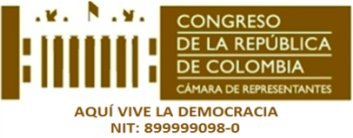 CONGRESO
DE LA REPÚBLICA
DE COLOMBIA
CÁMARA DE REPRESENTANTES
AQUÍ VIVE LA DEMOCRACIA
NIT: 899999098-0